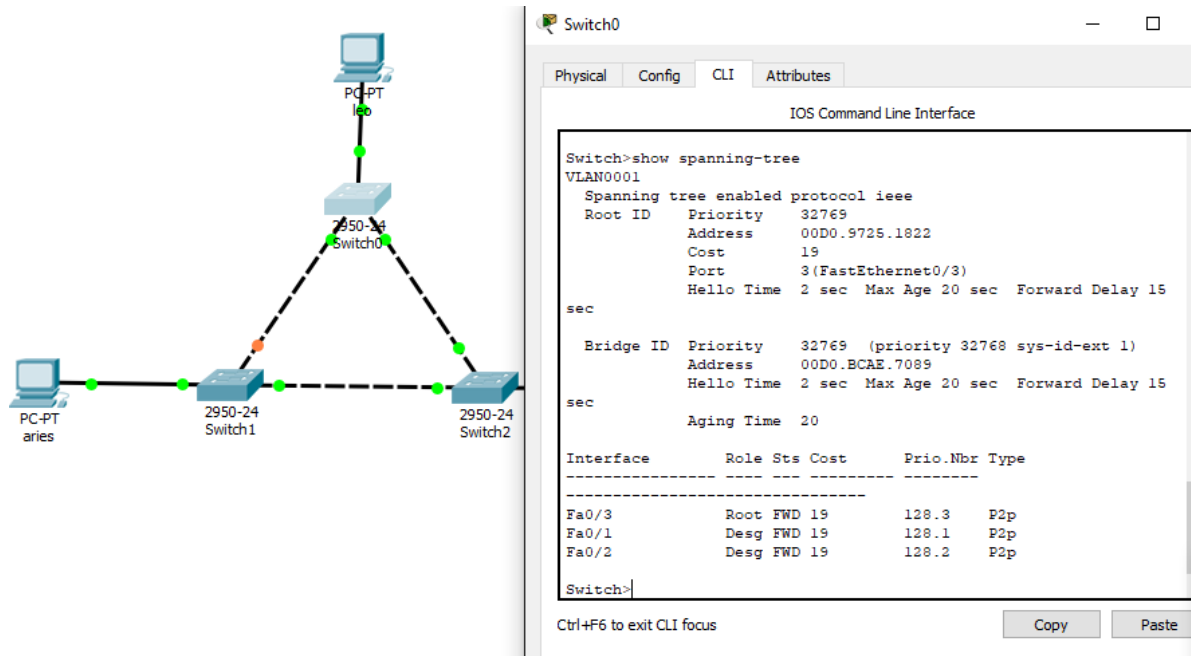 PC-PT
leo
2950-24
Switch0
PC-PT
aries
2950-24
Switch1
2950-24
Switch2
Switch0
Physical Config CLI Attributes
IOS Command Line Interface
Switch>show spanning-tree
VLAN0001
Spanning tree enabled protocol ieee
Root ID Priority 32769
Address 00D0.9725.1822
Cost 19
Port 3(FastEthernet0/3)
Hello Time 2 sec Max Age 20 sec Forward Delay 15
sec
Bridge ID Priority 32769 (priority 32768 sys-id-ext 1)
Address 00D0.BCAE.7089
Hello Time 2 sec Max Age 20 sec Forward Delay 15
sec
Aging Time 20
Interface Role Sts Cost Prio.Nbr Type
---------------- ---- --- --------- --------
--------------------------------
Fa0/3 Root FWD 19 128.3 P2p
Fa0/1 Desg FWD 19 128.1 P2p
Fa0/2 Desg FWD 19 128.2 P2p
Switch>
Ctrl+F6 to exit CLI focus
Copy Paste